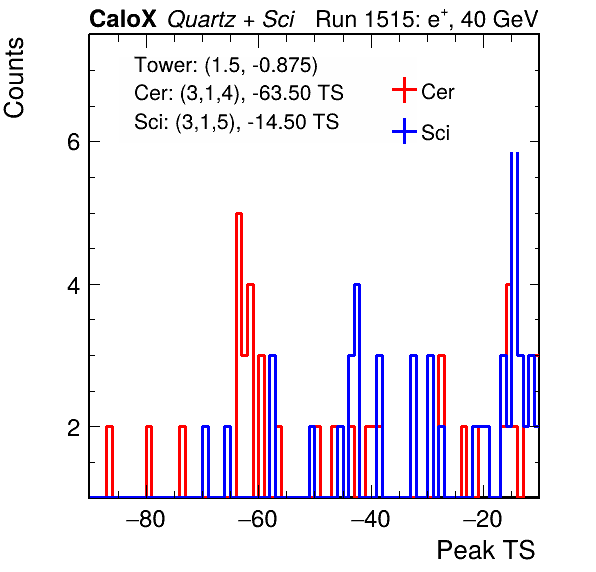 CaloX Quartz + Sci Run 1515: e⁺, 40 GeV
Counts
Tower: (1.5, -0.875)
Cer: (3,1,4), -63.50 TS
Sci: (3,1,5), -14.50 TS
Cer
Sci
6
4
2
−80 −60 −40 −20
Peak TS